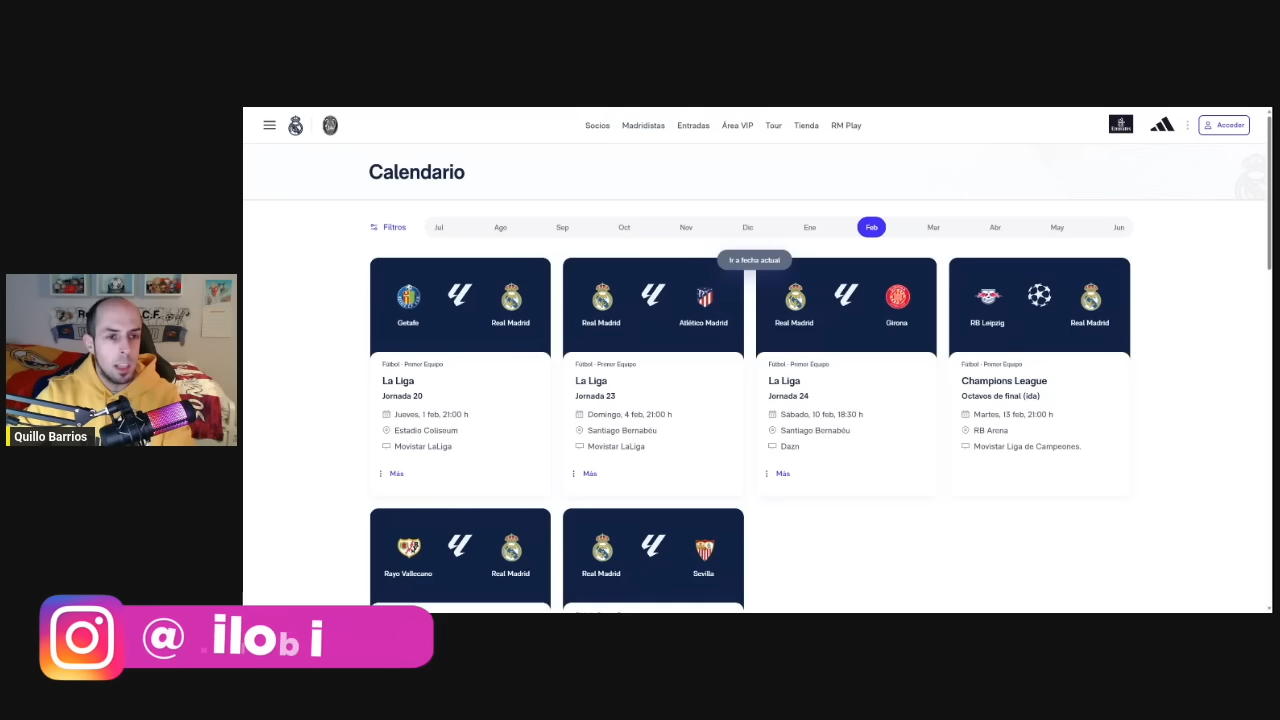 Socios Madridistas Entradas Área VIP Tour Tienda RM Play
Emirates
Acceder
Calendario
Filtros
Jul Ago Sep Oct Nov Dic Ene Feb Mar Abr May Jun
Ir a fecha actual
Getafe Real Madrid
Fútbol · Primer Equipo
La Liga
Jornada 20
Jueves, 1 feb, 21:00 h
Estadio Coliseum
Movistar LaLiga
Más
Real Madrid Atlético Madrid
Fútbol · Primer Equipo
La Liga
Jornada 23
Domingo, 4 feb, 21:00 h
Santiago Bernabéu
Movistar LaLiga
Más
Real Madrid Girona
Fútbol · Primer Equipo
La Liga
Jornada 24
Sábado, 10 feb, 18:30 h
Santiago Bernabéu
Dazn
Más
RB Leipzig Real Madrid
Fútbol · Primer Equipo
Champions League
Octavos de final (ida)
Martes, 13 feb, 21:00 h
RB Arena
Movistar Liga de Campeones.
Rayo Vallecano Real Madrid
Real Madrid Sevilla
Quillo Barrios
@